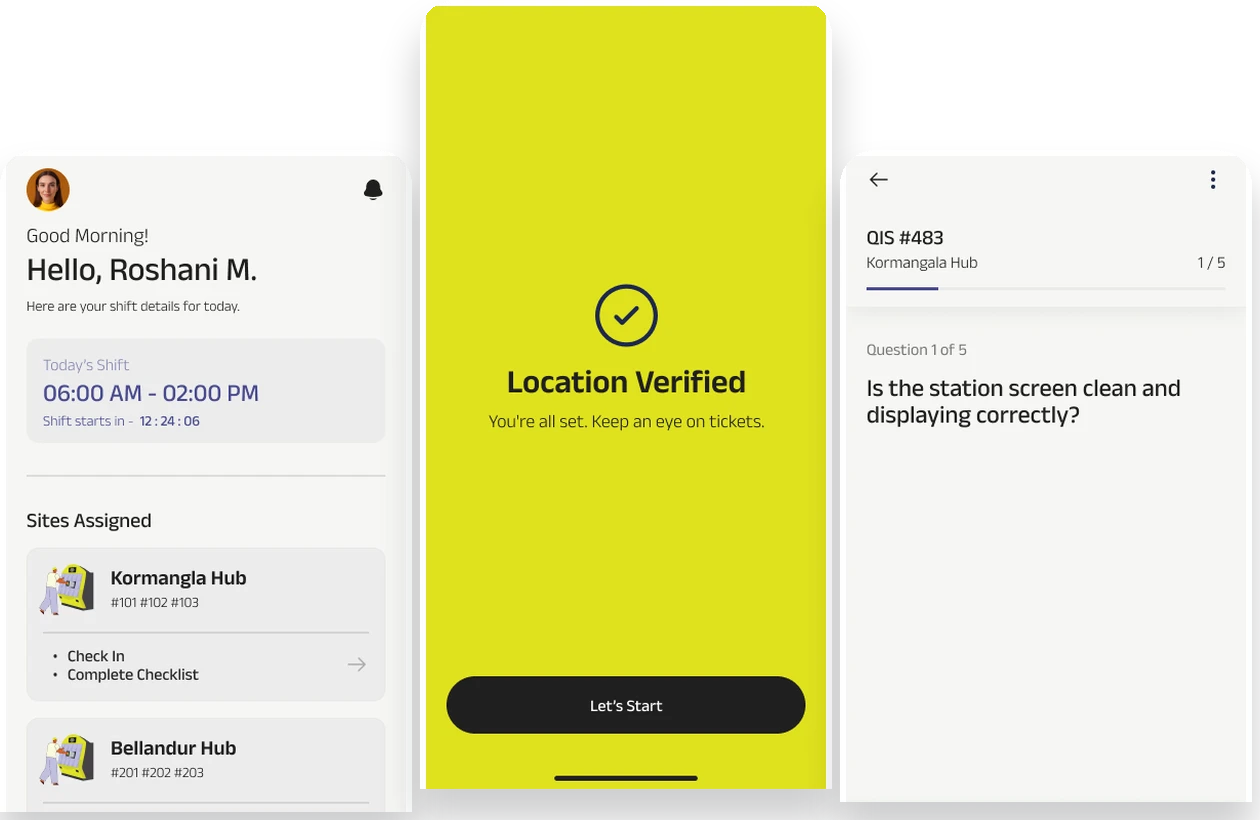 Good Morning!
Hello, Roshani M.
Here are your shift details for today.
Today's Shift
06:00 AM - 02:00 PM
Shift starts in - 12 : 24 : 06
Sites Assigned
Kormangla Hub
#101 #102 #103
• Check In
• Complete Checklist
Bellandur Hub
#201 #202 #203
Location Verified
You're all set. Keep an eye on tickets.
Let's Start
QIS #483
Kormangala Hub 1 / 5
Question 1 of 5
Is the station screen clean and
displaying correctly?